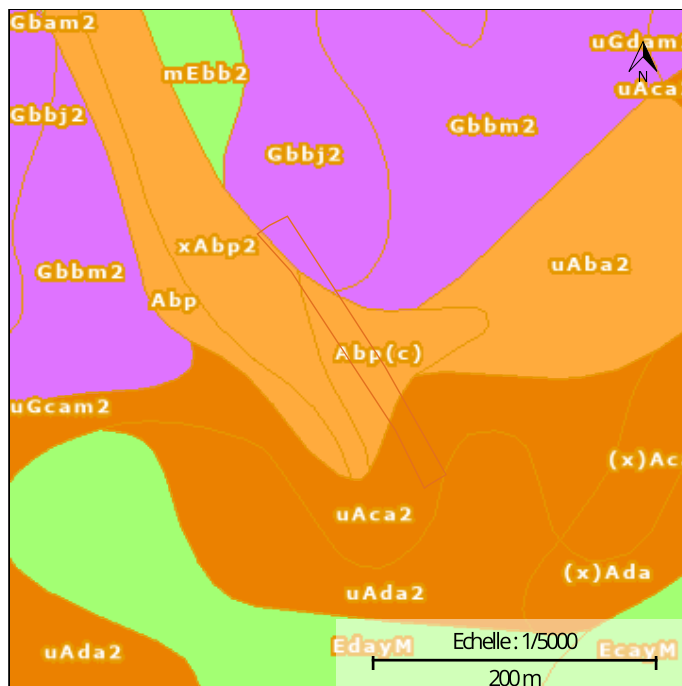 Gbam2
uGdam
mEbb2
uAca
Gbbj2
Gbbm2
Gbbj2
xAbp2
uAba2
Gbbm2
Abp
N
Abp(c)
uGcam2
(x)Ac
uAca2
(x)Ada
uAda2
EdayM
Echelle : 1/5000
EcayM
uAda2
200 m